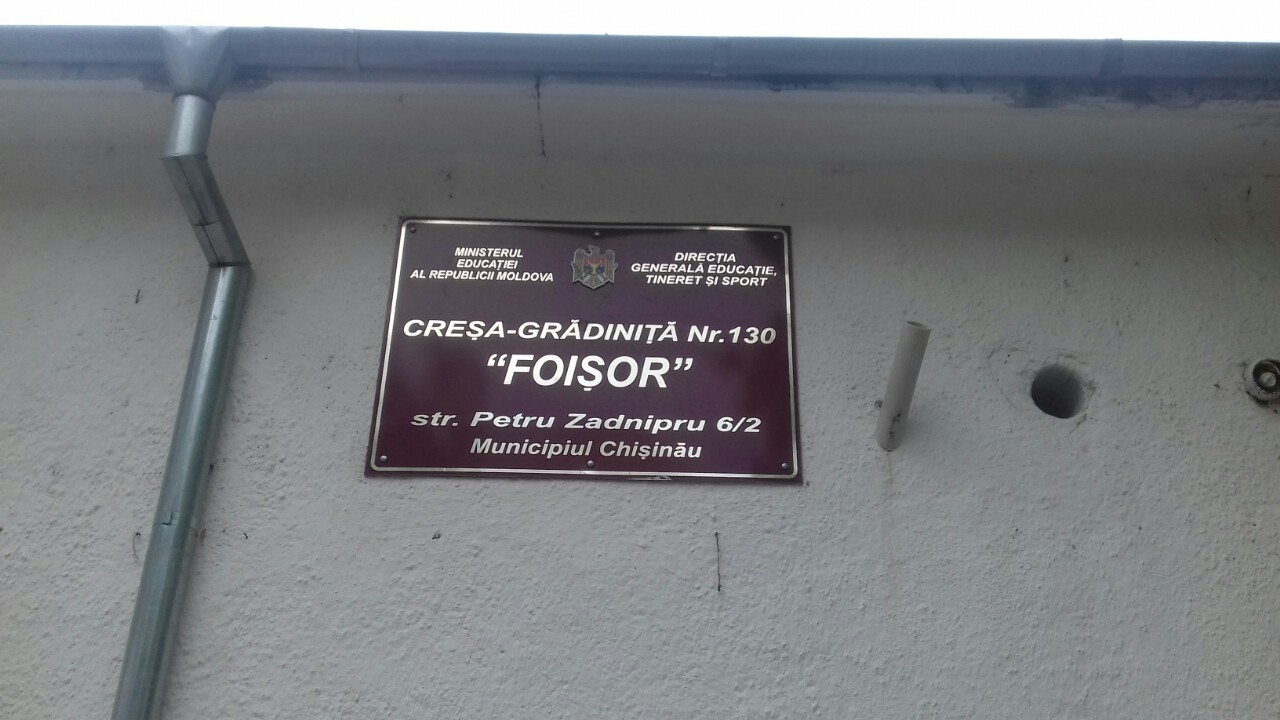 MINISTERUL
EDUCAȚIEI
AL REPUBLICII MOLDOVA
DIRECȚIA
GENERALĂ EDUCAȚIE,
TINERET ȘI SPORT
CREȘA-GRĂDINIȚĂ Nr.130
“FOIȘOR”
str. Petru Zadnipru 6/2
Municipiul Chișinău